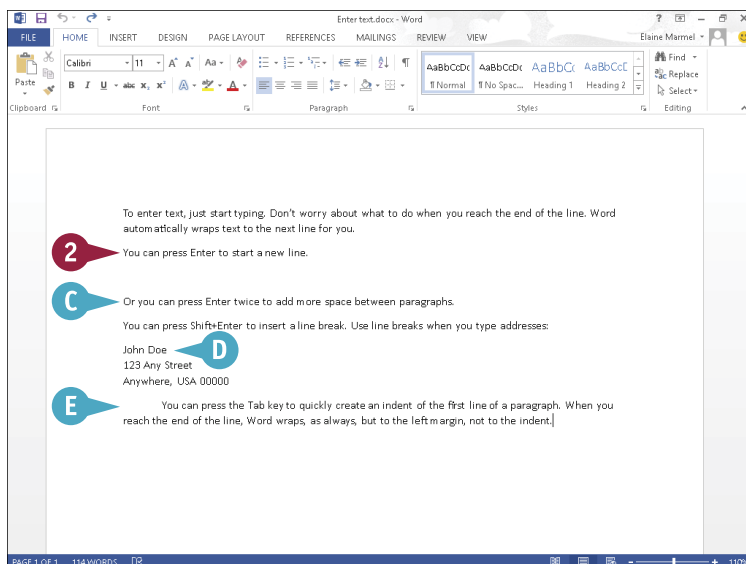 Enter text.docx - Word
FILE HOME INSERT DESIGN PAGE LAYOUT REFERENCES MAILINGS REVIEW VIEW Elaine Marmel
Calibri 11 Aa Find
Paste AaBbCcDc AaBbCcDc AaBbCc AaBbCcC Replace
B I U abc x₂ x² A A ¶ Normal ¶ No Spac... Heading 1 Heading 2 Select
Clipboard Font Paragraph Styles Editing
To enter text, just start typing. Don't worry about what to do when you reach the end of the line. Word
automatically wraps text to the next line for you.
2 You can press Enter to start a new line.
C Or you can press Enter twice to add more space between paragraphs.
You can press Shift+Enter to insert a line break. Use line breaks when you type addresses:
John Doe D
123 Any Street
Anywhere, USA 00000
E You can press the Tab key to quickly create an indent of the first line of a paragraph. When you
reach the end of the line, Word wraps, as always, but to the left margin, not to the indent.
PAGE 1 OF 1 114 WORDS 110%